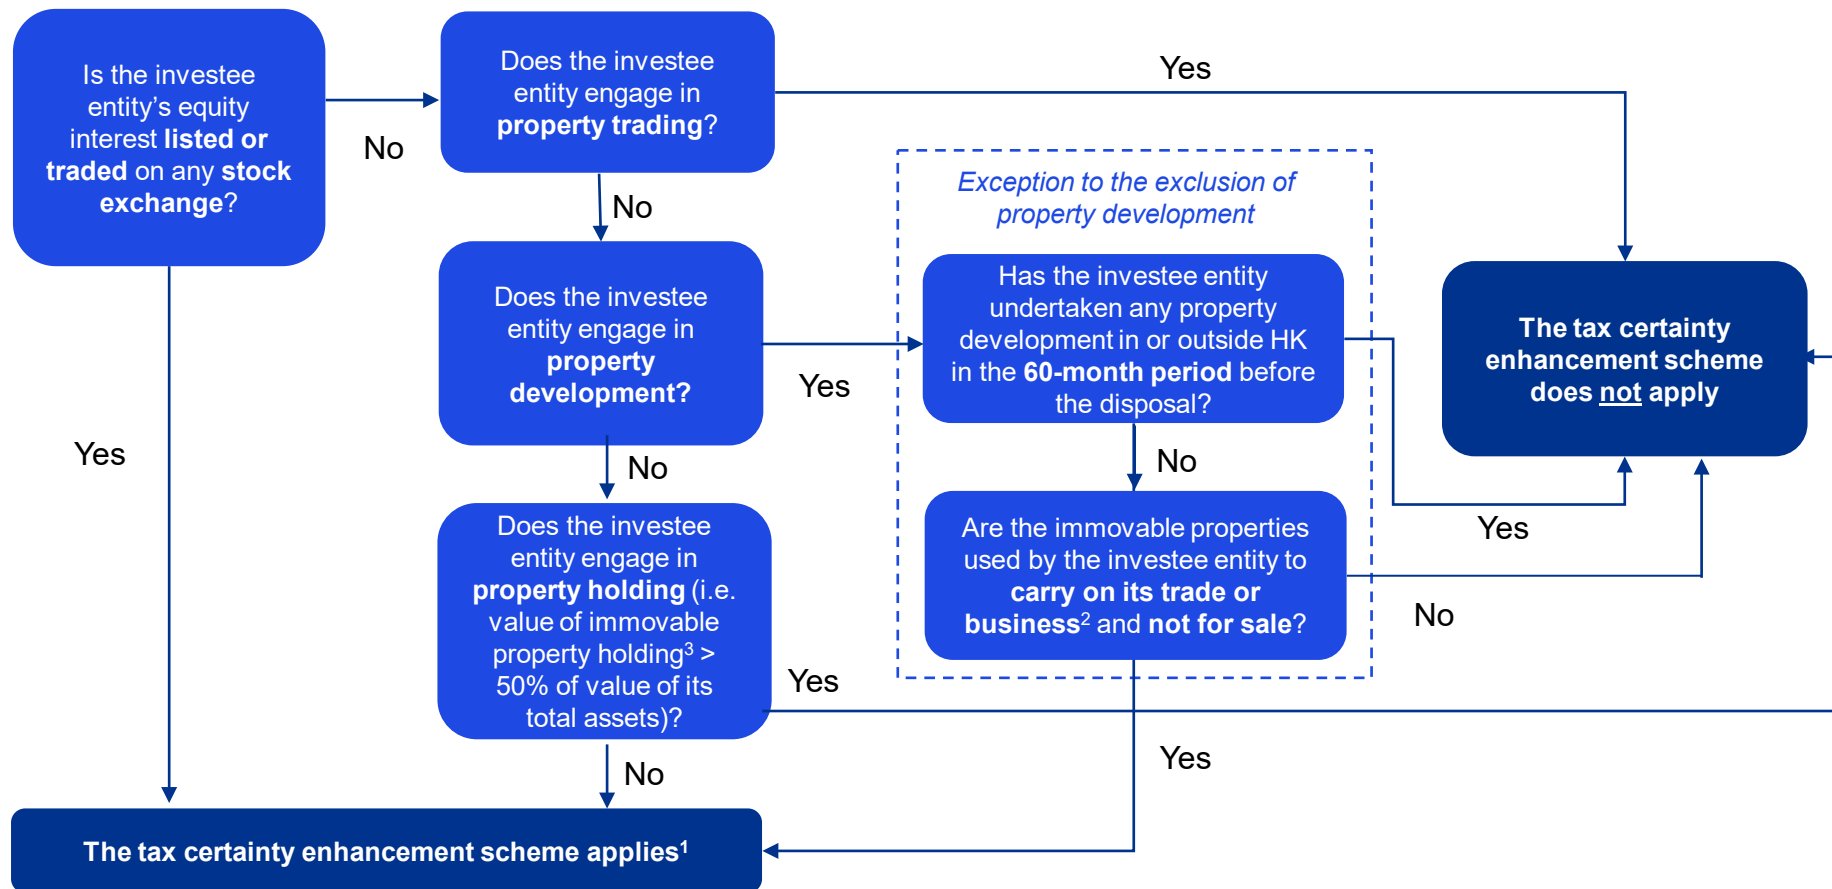 Is the investee
entity's equity
interest listed or
traded on any stock
exchange?
No
Does the investee
entity engage in
property trading?
Yes
No
Exception to the exclusion of
property development
Does the investee
entity engage in
property
development?
Yes
Has the investee entity
undertaken any property
development in or outside HK
in the 60-month period before
the disposal?
Yes
The tax certainty
enhancement scheme
does not apply
Yes
No
No
Does the investee
entity engage in
property holding (i.e.
value of immovable
property holding³ >
50% of value of its
total assets)?
Yes
Are the immovable properties
used by the investee entity to
carry on its trade or
business² and not for sale?
No
Yes
No
The tax certainty enhancement scheme applies¹